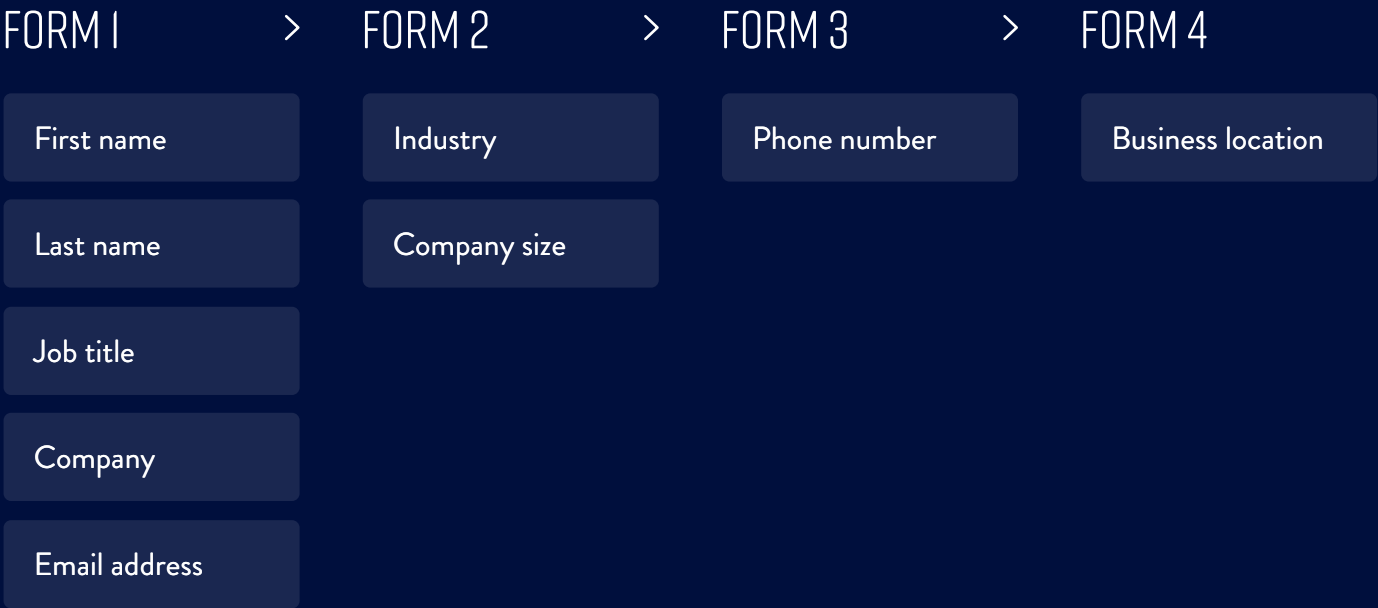 FORM 1 >
First name
Last name
Job title
Company
Email address
FORM 2 >
Industry
Company size
FORM 3 >
Phone number
FORM 4
Business location